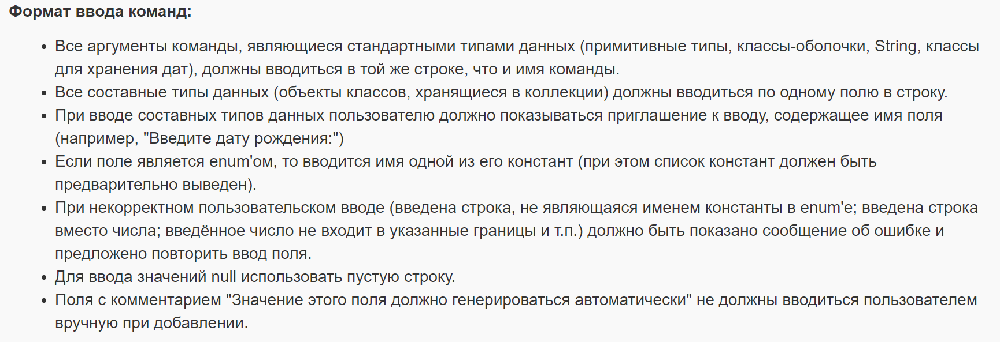 Формат ввода команд:
• Все аргументы команды, являющиеся стандартными типами данных (примитивные типы, классы-оболочки, String, классы
для хранения дат), должны вводиться в той же строке, что и имя команды.
• Все составные типы данных (объекты классов, хранящиеся в коллекции) должны вводиться по одному полю в строку.
• При вводе составных типов данных пользователю должно показываться приглашение к вводу, содержащее имя поля
(например, "Введите дату рождения:")
• Если поле является enum'ом, то вводится имя одной из его констант (при этом список констант должен быть
предварительно выведен).
• При некорректном пользовательском вводе (введена строка, не являющаяся именем константы в enum'е; введена строка
вместо числа; введённое число не входит в указанные границы и т.п.) должно быть показано сообщение об ошибке и
предложено повторить ввод поля.
• Для ввода значений null использовать пустую строку.
• Поля с комментарием "Значение этого поля должно генерироваться автоматически" не должны вводиться пользователем
вручную при добавлении.